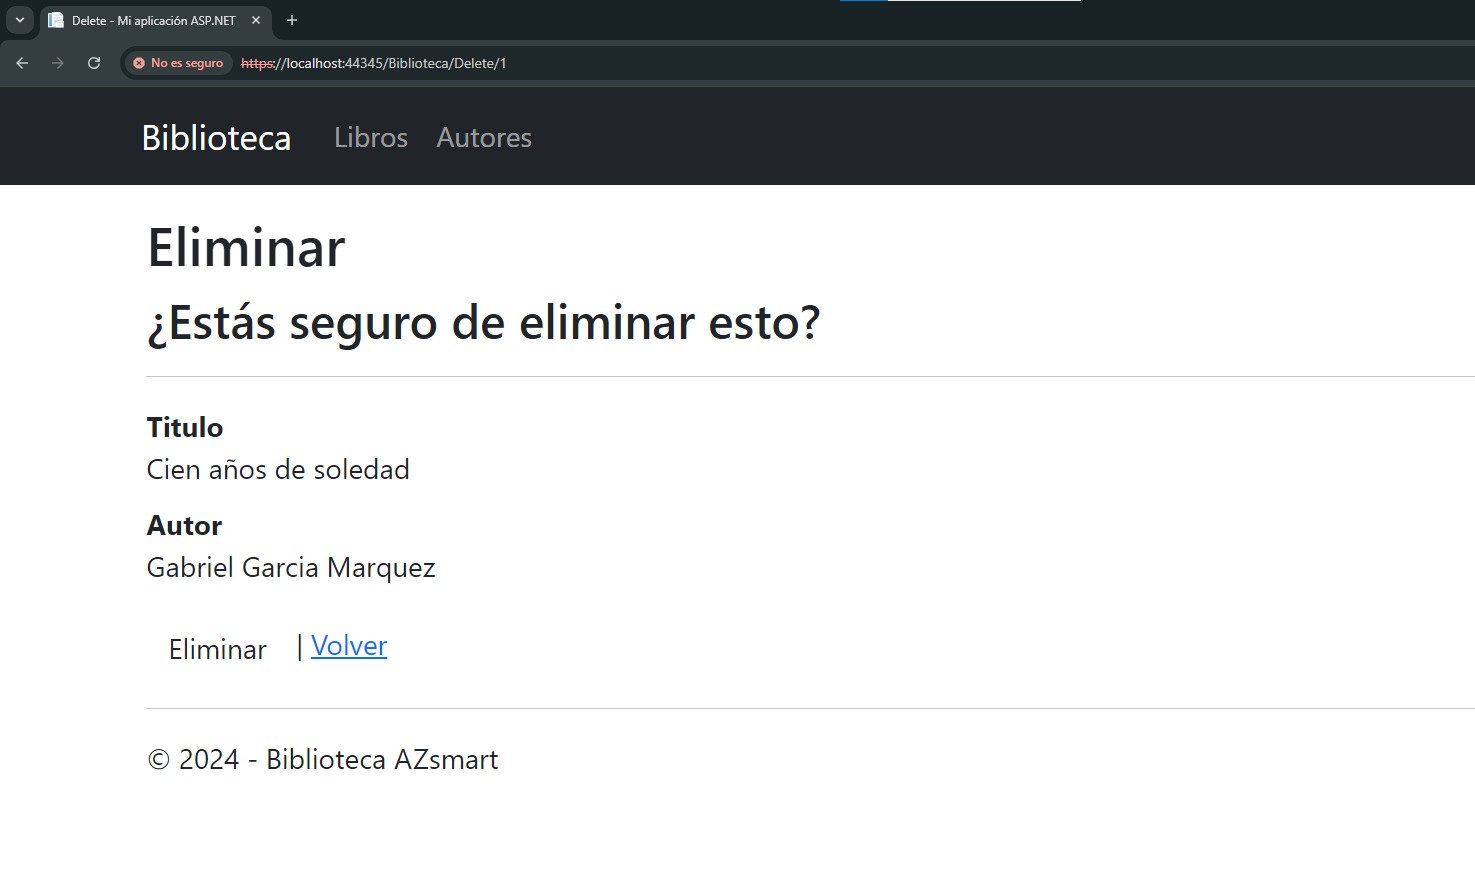 Delete - Mi aplicación ASP.NET
No es seguro https://localhost:44345/Biblioteca/Delete/1
Biblioteca Libros Autores
Eliminar
¿Estás seguro de eliminar esto?
Titulo
Cien años de soledad
Autor
Gabriel Garcia Marquez
Eliminar | Volver
© 2024 - Biblioteca AZsmart